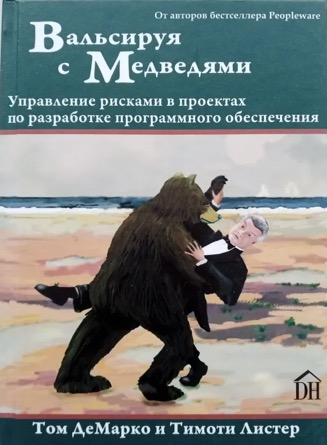 От авторов бестселлера Peopleware
Вальсируя
с Медведями
Управление рисками в проектах
по разработке программного обеспечения
DH
Том ДеМарко и Тимоти Листер